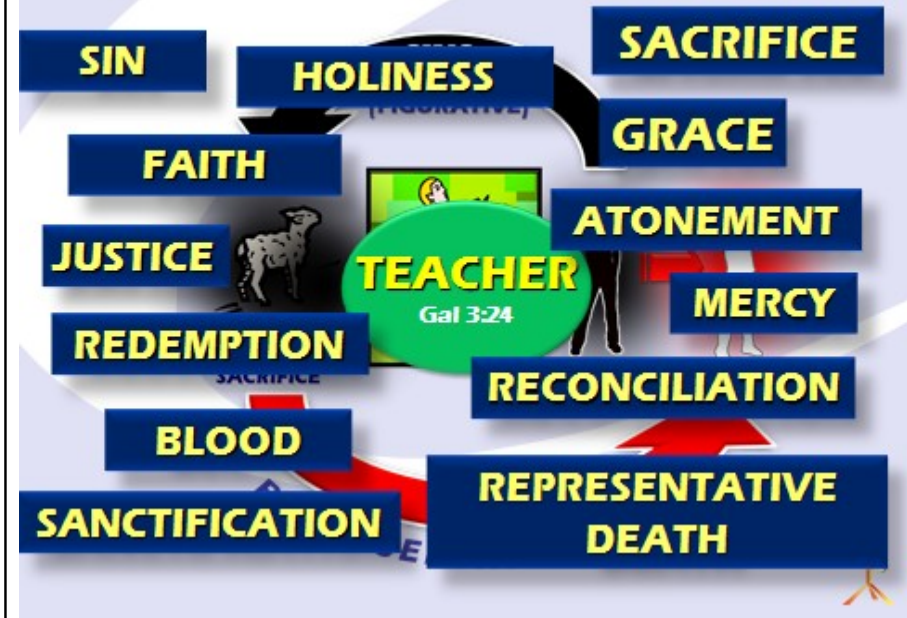 SIN
HOLINESS
SACRIFICE
(FIGURATIVE)
GRACE
FAITH
ATONEMENT
JUSTICE
TEACHER
Gal 3:24
MERCY
REDEMPTION
SACRIFICE
RECONCILIATION
BLOOD
REPRESENTATIVE
DEATH
SANCTIFICATION